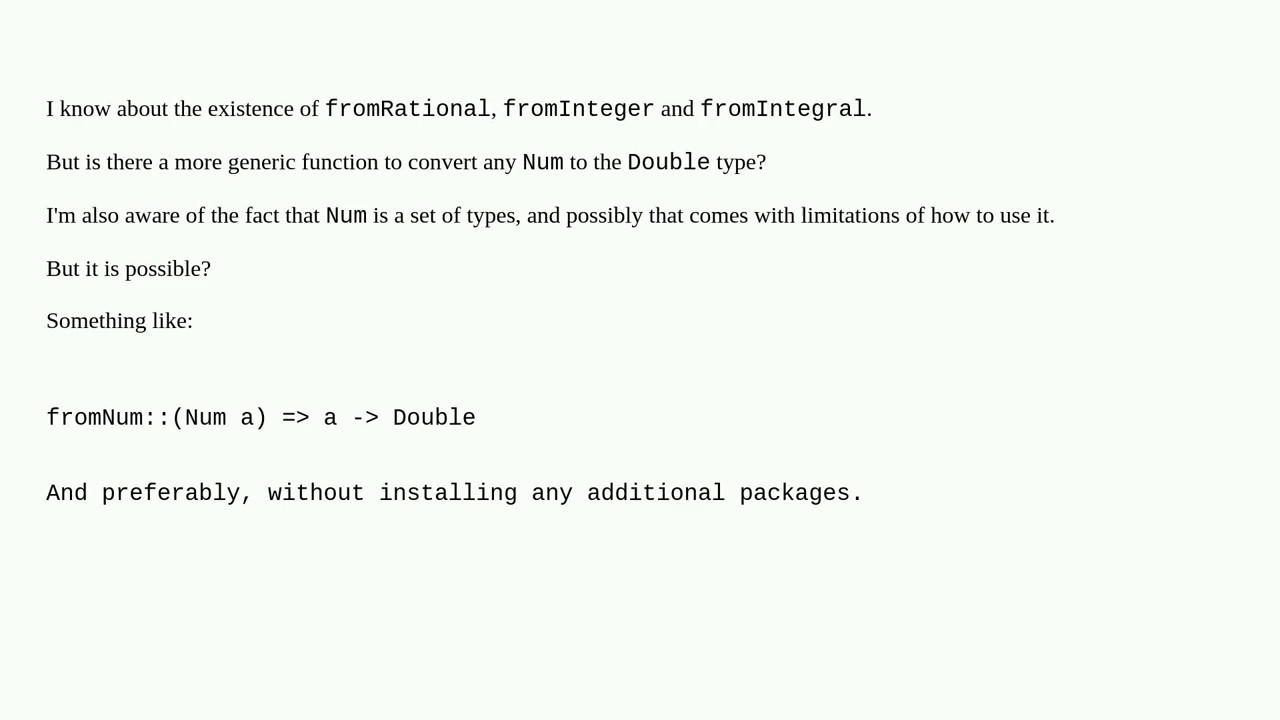 I know about the existence of fromRational, fromInteger and fromIntegral.
But is there a more generic function to convert any Num to the Double type?
I'm also aware of the fact that Num is a set of types, and possibly that comes with limitations of how to use it.
But it is possible?
Something like:
fromNum::(Num a) => a -> Double
And preferably, without installing any additional packages.